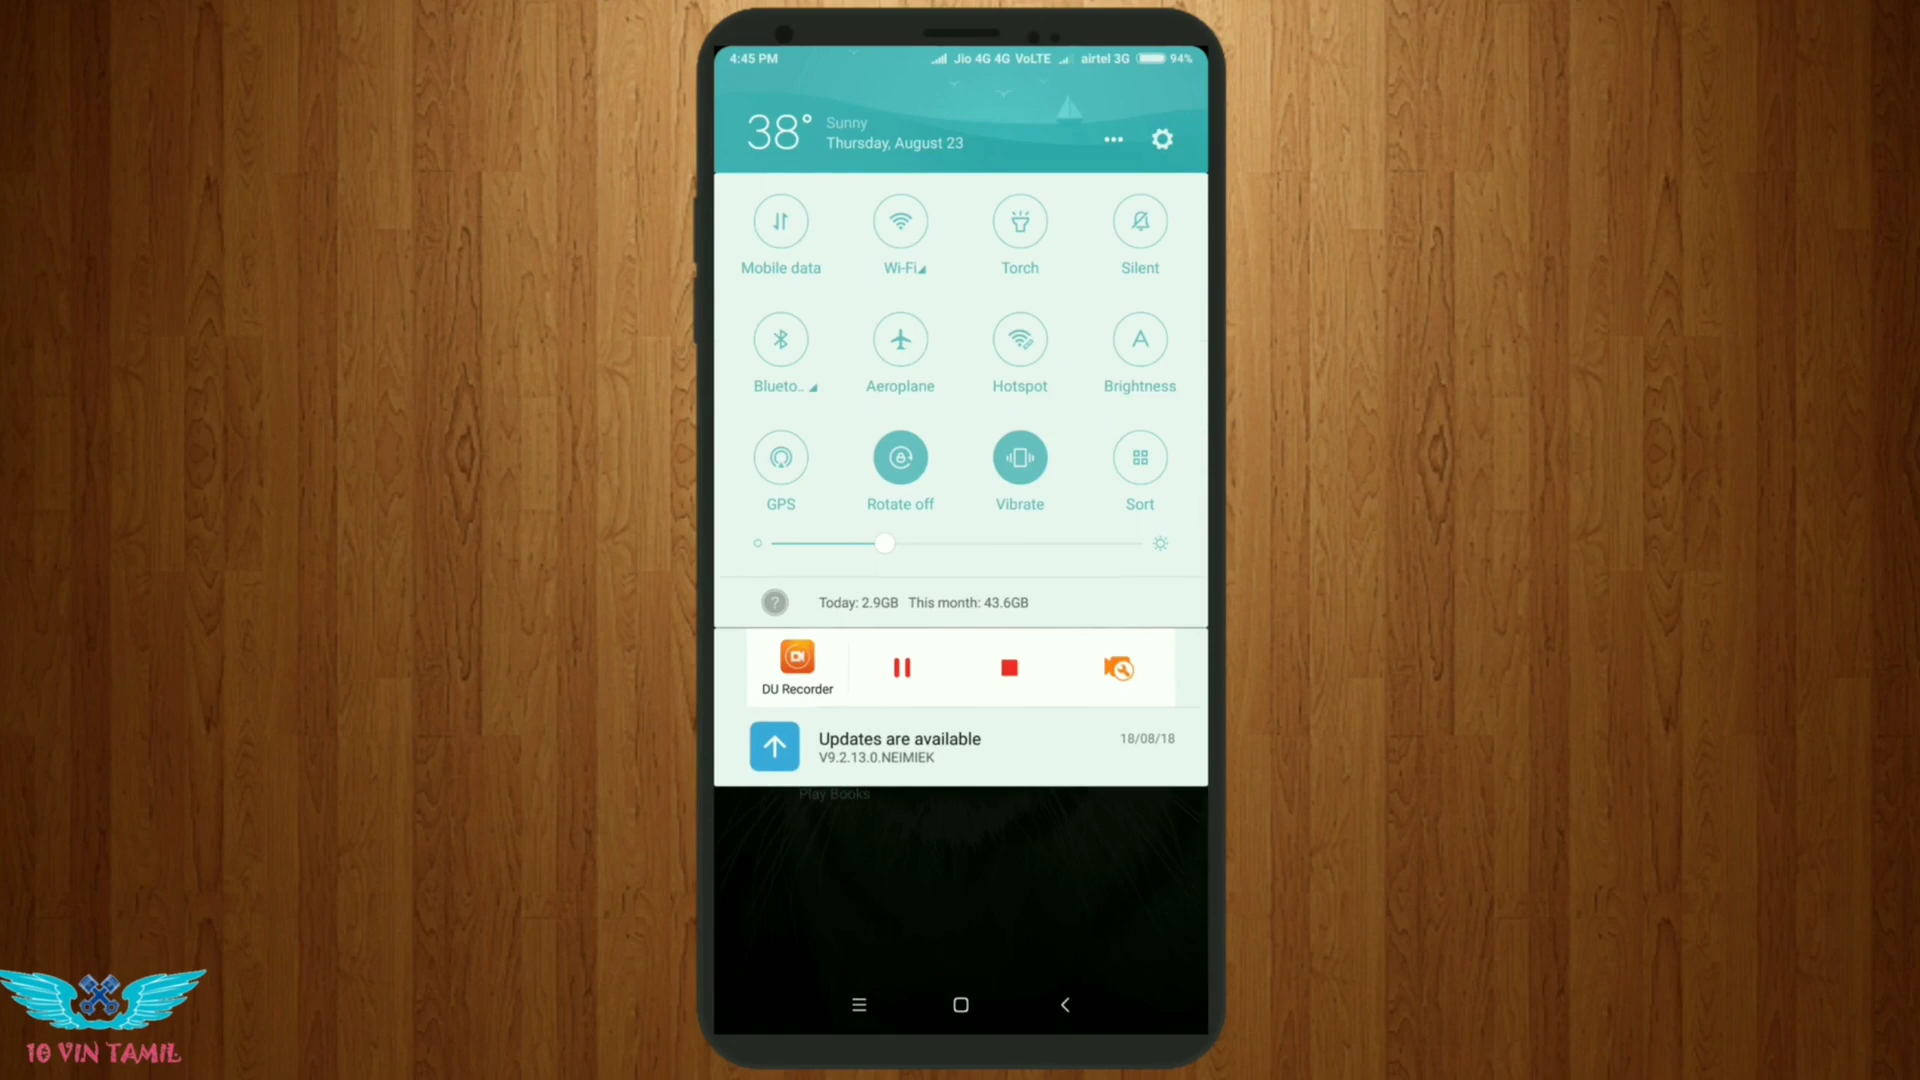 4:45 PM
Jio 4G 4G VoLTE
airtel 3G
94%
38°
Sunny
Thursday, August 23
Mobile data
Wi-Fi
Torch
Silent
Blueto..
Aeroplane
Hotspot
Brightness
GPS
Rotate off
Vibrate
Sort
Today: 2.9GB This month: 43.6GB
DU Recorder
Updates are available
18/08/18
V9.2.13.0.NEIMIEK
Play Books
10 VIN TAMIL